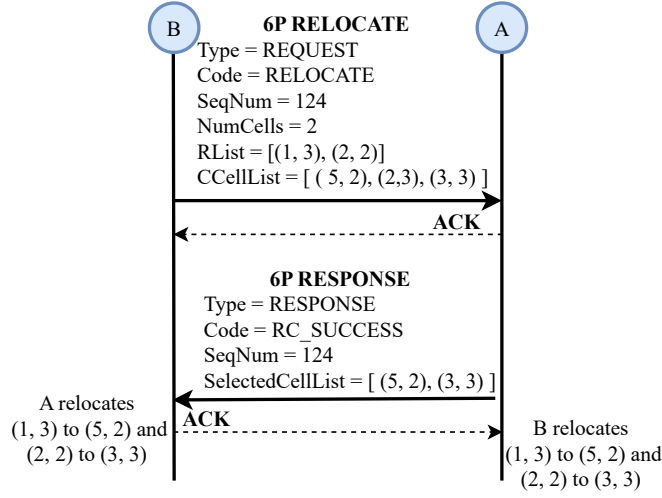 B
A
6P RELOCATE
Type = REQUEST
Code = RELOCATE
SeqNum = 124
NumCells = 2
RList = [(1, 3), (2, 2)]
CCellList = [ ( 5, 2), (2,3), (3, 3) ]
ACK
6P RESPONSE
Type = RESPONSE
Code = RC_SUCCESS
SeqNum = 124
SelectedCellList = [ (5, 2), (3, 3) ]
ACK
A relocates
(1, 3) to (5, 2) and
(2, 2) to (3, 3)
B relocates
(1, 3) to (5, 2) and
(2, 2) to (3, 3)